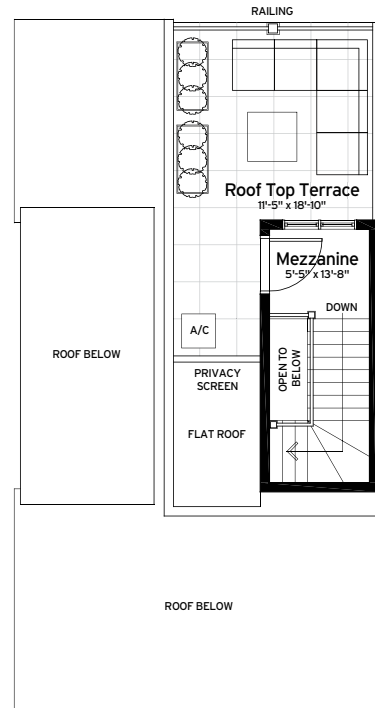 RAILING
Roof Top Terrace
11'-5" x 18'-10"
Mezzanine
5'-5" x 13'-8"
DOWN
A/C
ROOF BELOW
OPEN TO
BELOW
PRIVACY
SCREEN
FLAT ROOF
ROOF BELOW